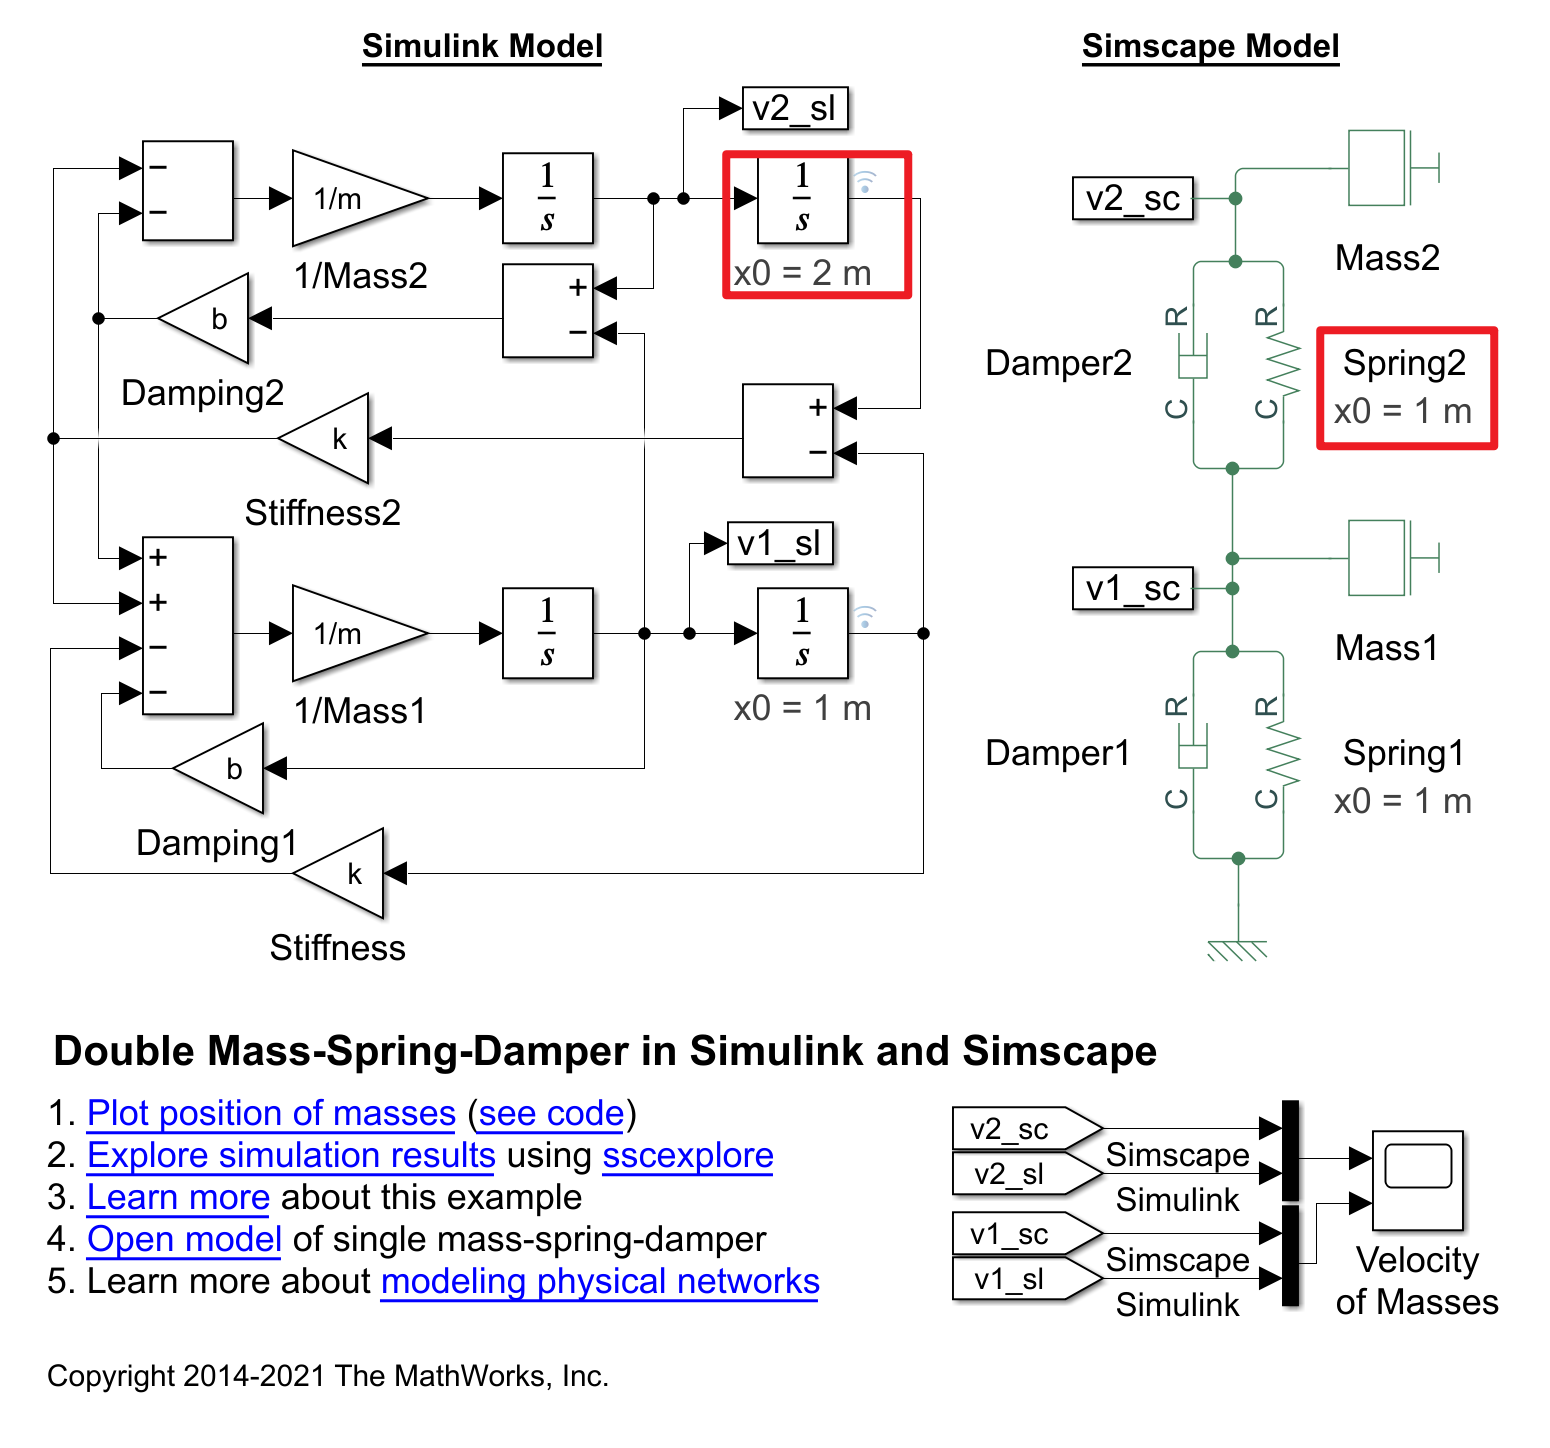 Simulink Model
v2_sl
−
−
1/m
1/Mass2
1
s
1
s
x0 = 2 m
+
−
b
Damping2
+
−
k
Stiffness2
v1_sl
+
+
−
−
1/m
1/Mass1
1
s
1
s
x0 = 1 m
b
Damping1
k
Stiffness
Simscape Model
v2_sc
Mass2
R
R
Damper2
Spring2
x0 = 1 m
C
C
v1_sc
Mass1
R
R
Damper1
Spring1
x0 = 1 m
C
C
Double Mass-Spring-Damper in Simulink and Simscape
1. Plot position of masses (see code)
2. Explore simulation results using sscexplore
3. Learn more about this example
4. Open model of single mass-spring-damper
5. Learn more about modeling physical networks
v2_sc
Simscape
v2_sl
Simulink
v1_sc
Simscape
v1_sl
Simulink
Velocity
of Masses
Copyright 2014-2021 The MathWorks, Inc.